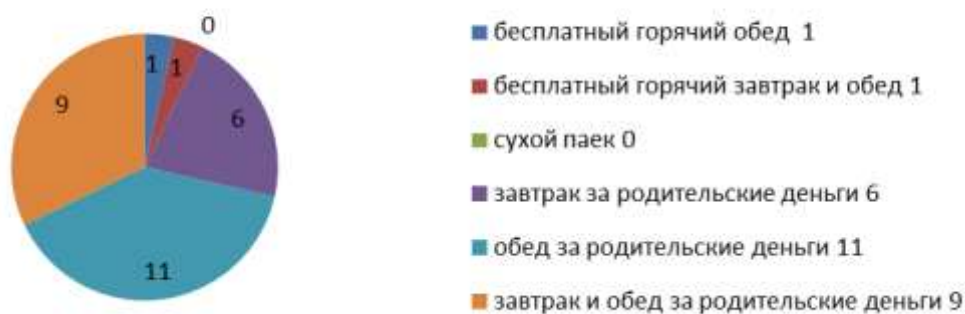 0
1
1
6
9
11
бесплатный горячий обед 1
бесплатный горячий завтрак и обед 1
сухой паек 0
завтрак за родительские деньги 6
обед за родительские деньги 11
завтрак и обед за родительские деньги 9